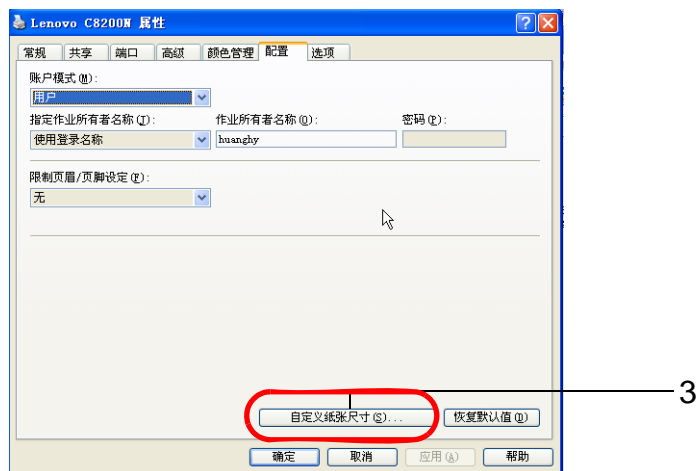 Lenovo C8200N 属性
常规 共享 端口 高级 颜色管理 配置 选项
账户模式(M):
用户
指定作业所有者名称(J): 作业所有者名称(O): 密码(P):
使用登录名称 huanghy
限制页眉/页脚设定(F):
无
3
自定义纸张尺寸(S)... 恢复默认值(D)
确定 取消 应用(A) 帮助